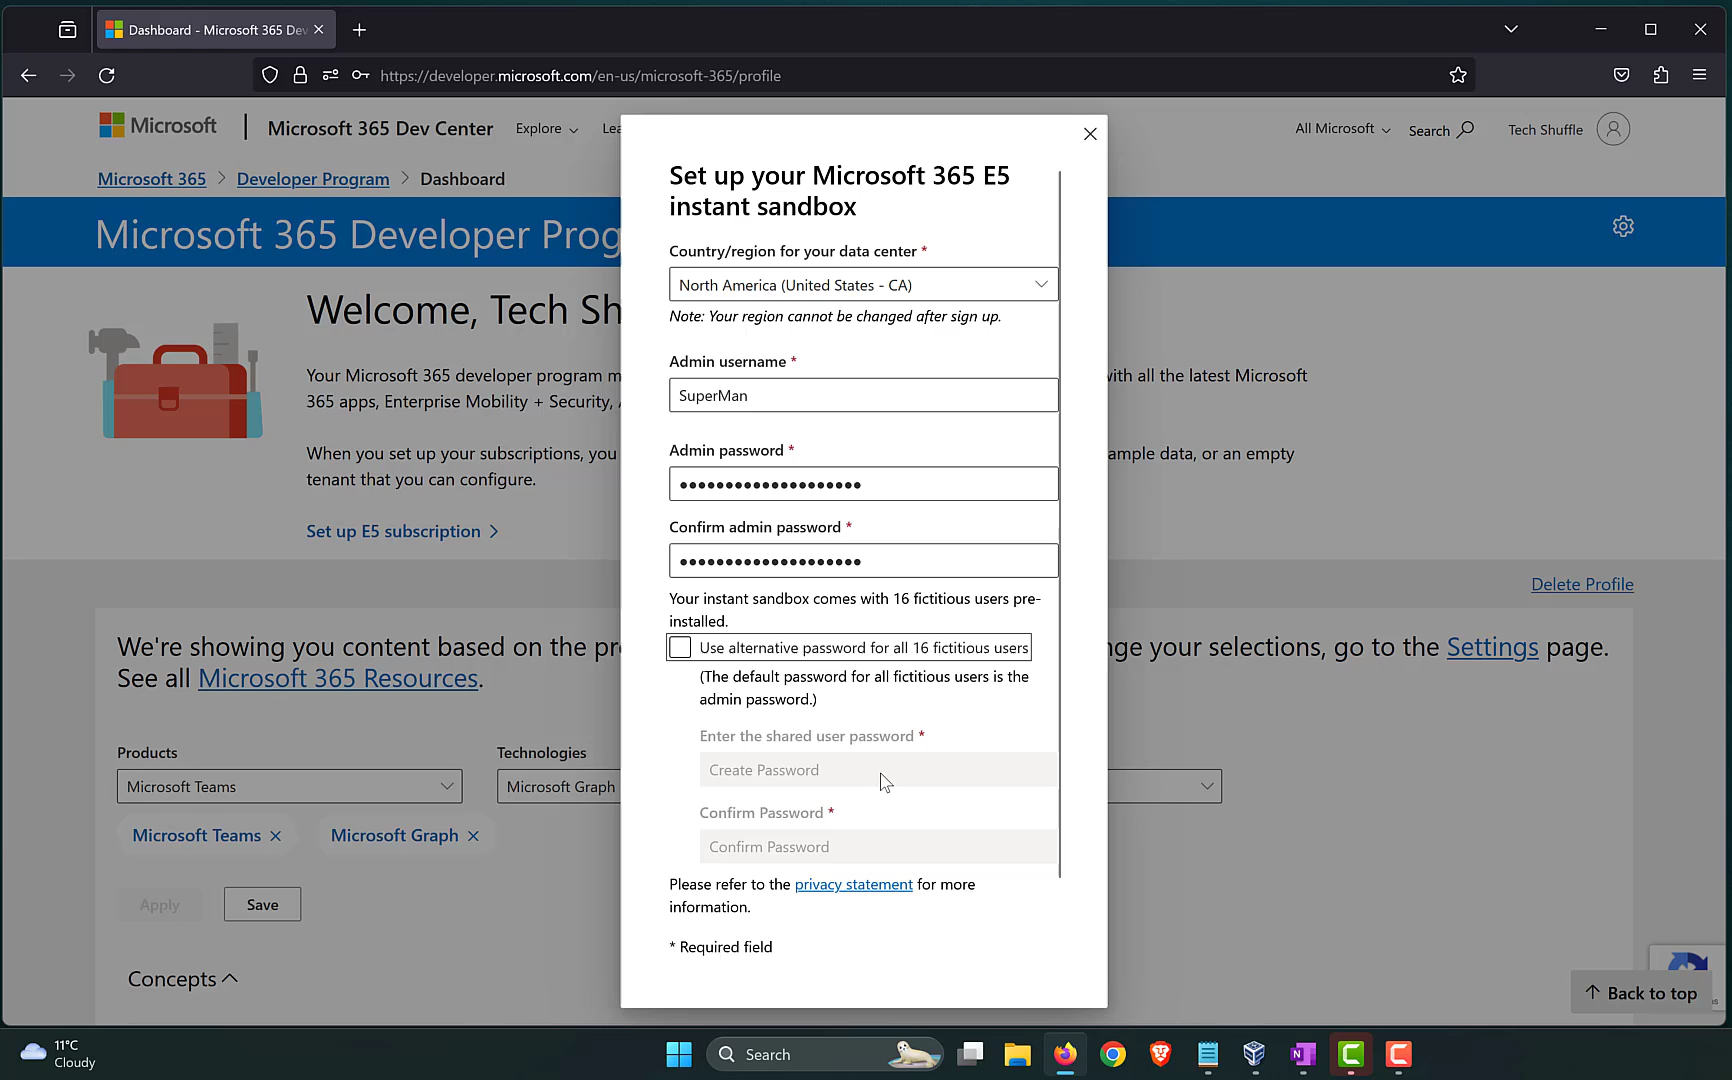 Dashboard - Microsoft 365 Dev
https://developer.microsoft.com/en-us/microsoft-365/profile
Microsoft
Microsoft 365 Dev Center
Explore
All Microsoft
Search
Tech Shuffle
Microsoft 365 > Developer Program > Dashboard
Microsoft 365 Developer Prog
Welcome, Tech Sh
Your Microsoft 365 developer program m
with all the latest Microsoft
365 apps, Enterprise Mobility + Security,
When you set up your subscriptions, you
ample data, or an empty
tenant that you can configure.
Set up E5 subscription >
Delete Profile
We're showing you content based on the pr
nge your selections, go to the Settings page.
See all Microsoft 365 Resources.
Products
Technologies
Microsoft Teams
Microsoft Graph
Microsoft Teams ×
Microsoft Graph ×
Apply
Save
Concepts
Set up your Microsoft 365 E5
instant sandbox
Country/region for your data center *
North America (United States - CA)
Note: Your region cannot be changed after sign up.
Admin username *
SuperMan
Admin password *
••••••••••••••••••••
Confirm admin password *
••••••••••••••••••••
Your instant sandbox comes with 16 fictitious users pre-
installed.
Use alternative password for all 16 fictitious users
(The default password for all fictitious users is the
admin password.)
Enter the shared user password *
Create Password
Confirm Password *
Confirm Password
Please refer to the privacy statement for more
information.
* Required field
↑ Back to top
11°C
Cloudy
Search